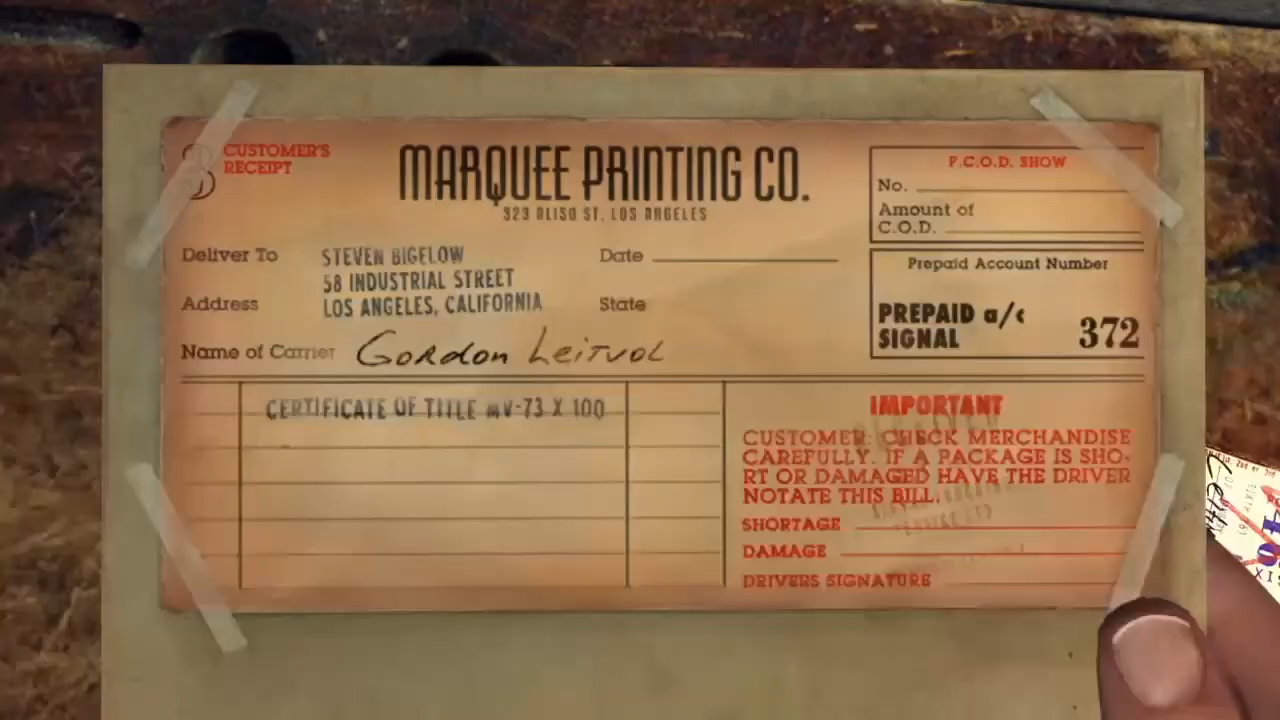 CUSTOMER'S
RECEIPT
MARQUEE PRINTING CO.
323 ALISO ST, LOS ANGELES
F.C.O.D. SHOW
No.
Amount of
C.O.D.
Deliver To STEVEN BIGELOW Date
58 INDUSTRIAL STREET
Address LOS ANGELES, CALIFORNIA State
Prepaid Account Number
PREPAID a/c
SIGNAL 372
Name of Carrier Gordon Leitvol
CERTIFICATE OF TITLE MV-73 X 100
IMPORTANT
CUSTOMER: CHECK MERCHANDISE
CAREFULLY. IF A PACKAGE IS SHO-
RT OR DAMAGED HAVE THE DRIVER
NOTATE THIS BILL.
SHORTAGE
DAMAGE
DRIVERS SIGNATURE